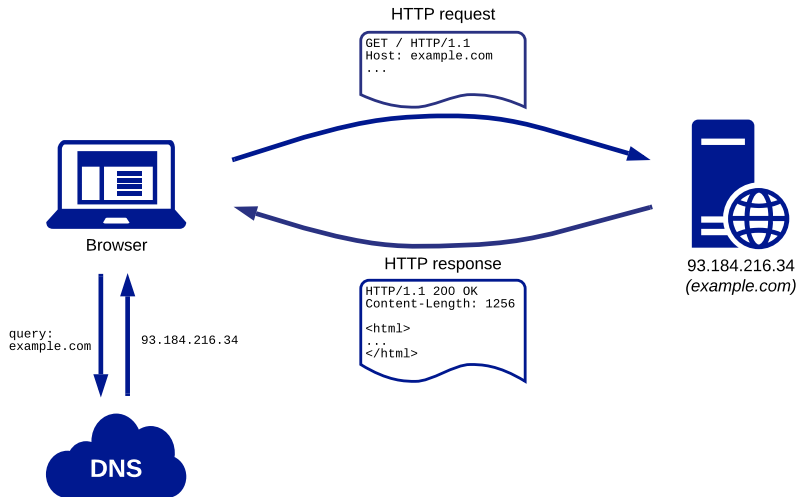 HTTP request
GET / HTTP/1.1
Host: example.com
...
Browser
HTTP response
93.184.216.34
(example.com)
HTTP/1.1 200 OK
Content-Length: 1256
<html>
...
</html>
query:
example.com
93.184.216.34
DNS